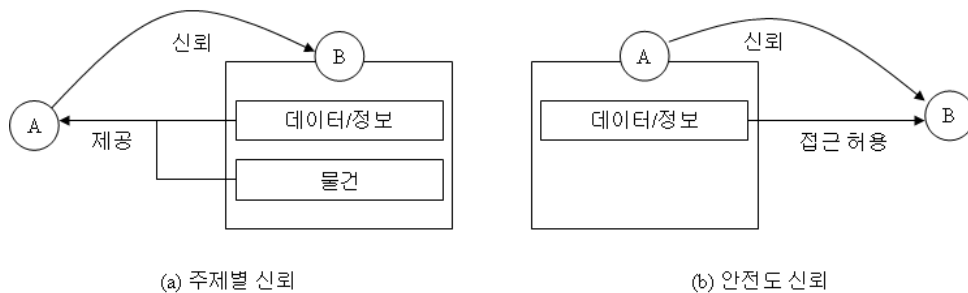 신뢰
B
A
데이터/정보
제공
물건
(a) 주제별 신뢰
A
신뢰
데이터/정보
B
접근 허용
(b) 안전도 신뢰